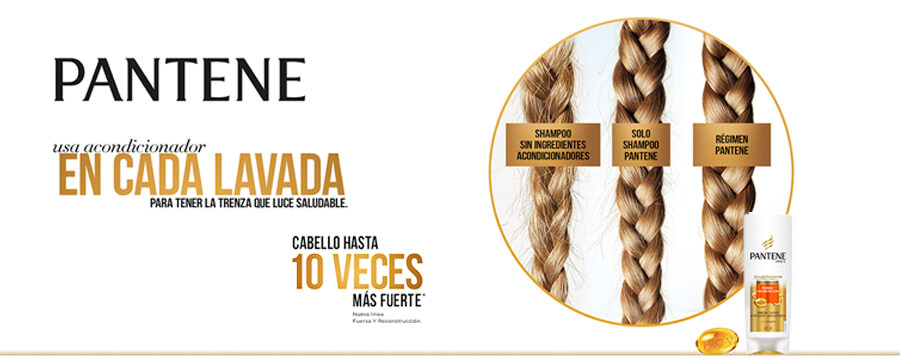 PANTENE
usa acondicionador
EN CADA LAVADA
PARA TENER LA TRENZA QUE LUCE SALUDABLE.
CABELLO HASTA
10 VECES
MÁS FUERTE*
Nueva línea
Fuerza Y Reconstrucción
SHAMPOO
SIN INGREDIENTES
ACONDICIONADORES
SOLO
SHAMPOO
PANTENE
RÉGIMEN
PANTENE
PANTENE